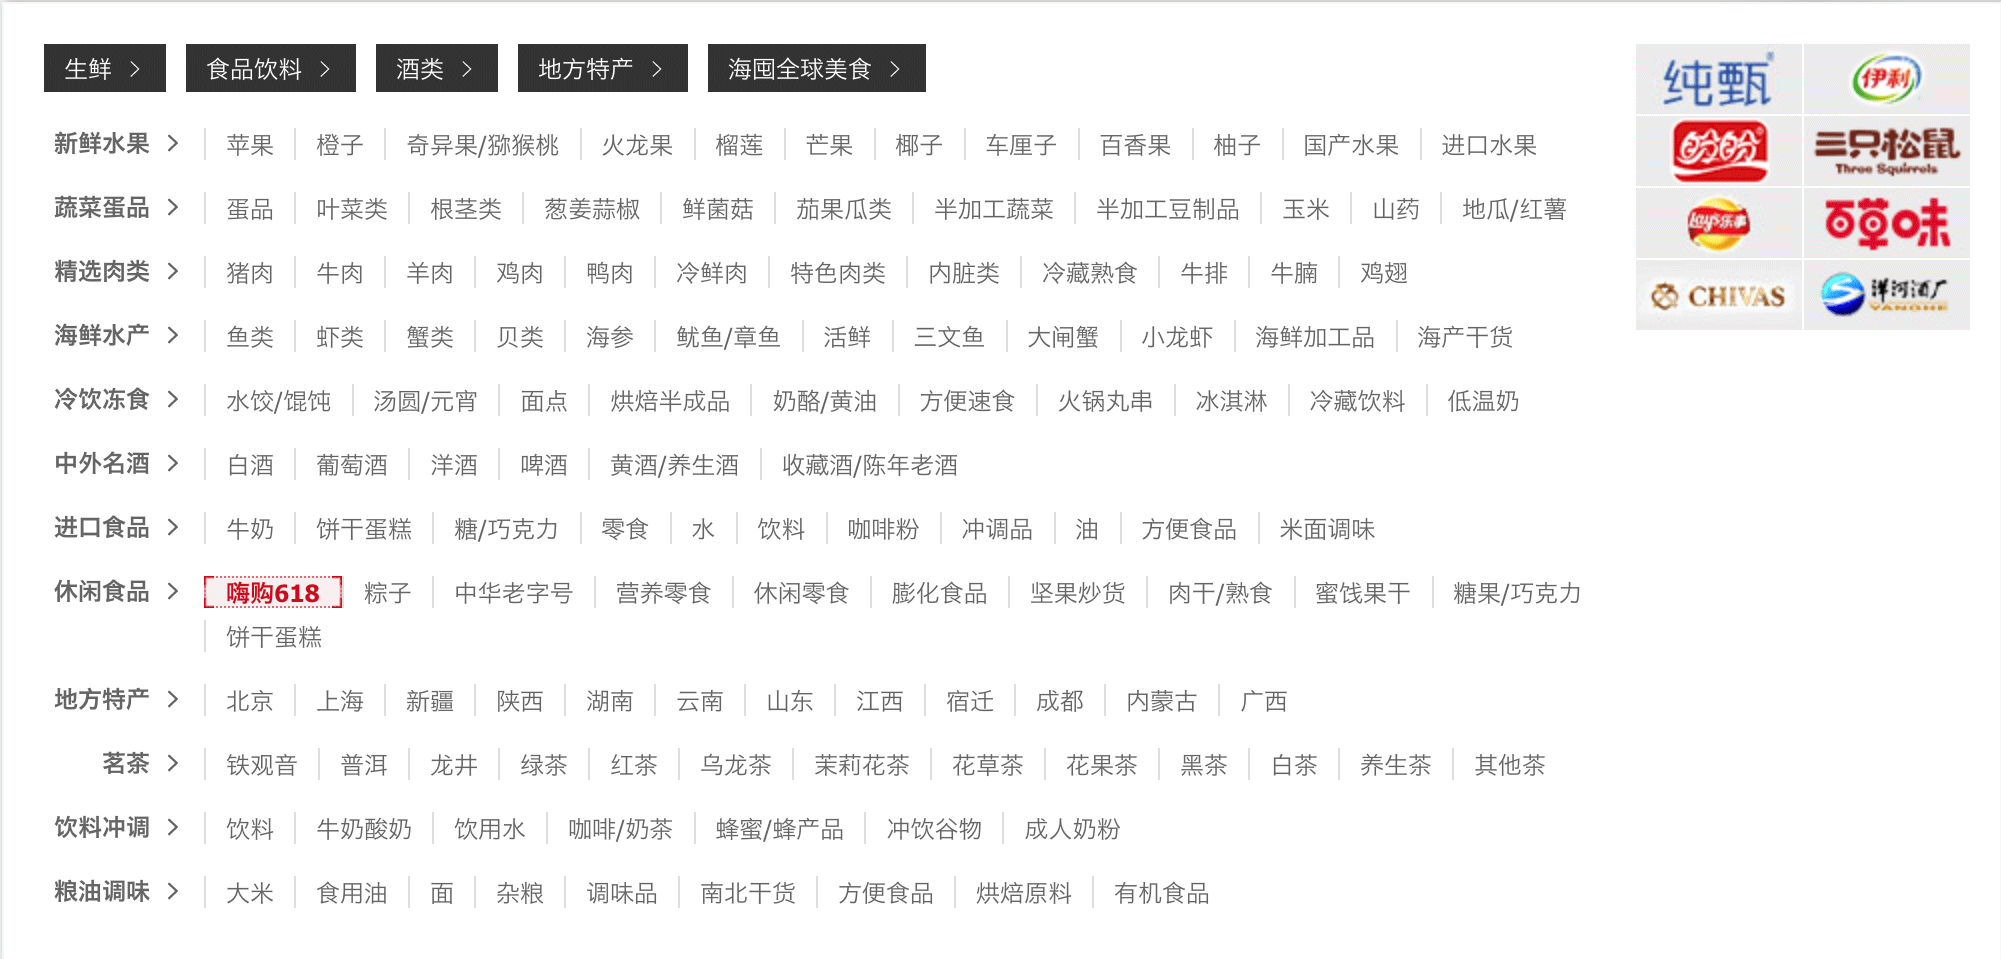 生鲜 食品饮料 酒类 地方特产 海囤全球美食
新鲜水果 苹果 橙子 奇异果/猕猴桃 火龙果 榴莲 芒果 椰子 车厘子 百香果 柚子 国产水果 进口水果
蔬菜蛋品 蛋品 叶菜类 根茎类 葱姜蒜椒 鲜菌菇 茄果瓜类 半加工蔬菜 半加工豆制品 玉米 山药 地瓜/红薯
精选肉类 猪肉 牛肉 羊肉 鸡肉 鸭肉 冷鲜肉 特色肉类 内脏类 冷藏熟食 牛排 牛腩 鸡翅
海鲜水产 鱼类 虾类 蟹类 贝类 海参 鱿鱼/章鱼 活鲜 三文鱼 大闸蟹 小龙虾 海鲜加工品 海产干货
冷饮冻食 水饺/馄饨 汤圆/元宵 面点 烘焙半成品 奶酪/黄油 方便速食 火锅丸串 冰淇淋 冷藏饮料 低温奶
中外名酒 白酒 葡萄酒 洋酒 啤酒 黄酒/养生酒 收藏酒/陈年老酒
进口食品 牛奶 饼干蛋糕 糖/巧克力 零食 水 饮料 咖啡粉 冲调品 油 方便食品 米面调味
休闲食品 嗨购618 粽子 中华老字号 营养零食 休闲零食 膨化食品 坚果炒货 肉干/熟食 蜜饯果干 糖果/巧克力
饼干蛋糕
地方特产 北京 上海 新疆 陕西 湖南 云南 山东 江西 宿迁 成都 内蒙古 广西
茗茶 铁观音 普洱 龙井 绿茶 红茶 乌龙茶 茉莉花茶 花草茶 花果茶 黑茶 白茶 养生茶 其他茶
饮料冲调 饮料 牛奶酸奶 饮用水 咖啡/奶茶 蜂蜜/蜂产品 冲饮谷物 成人奶粉
粮油调味 大米 食用油 面 杂粮 调味品 南北干货 方便食品 烘焙原料 有机食品
纯甄® 伊利
盼盼® 三只松鼠
Three Squirrels
Lay's乐事 百草味
CHIVAS 洋河酒厂
YANGHE